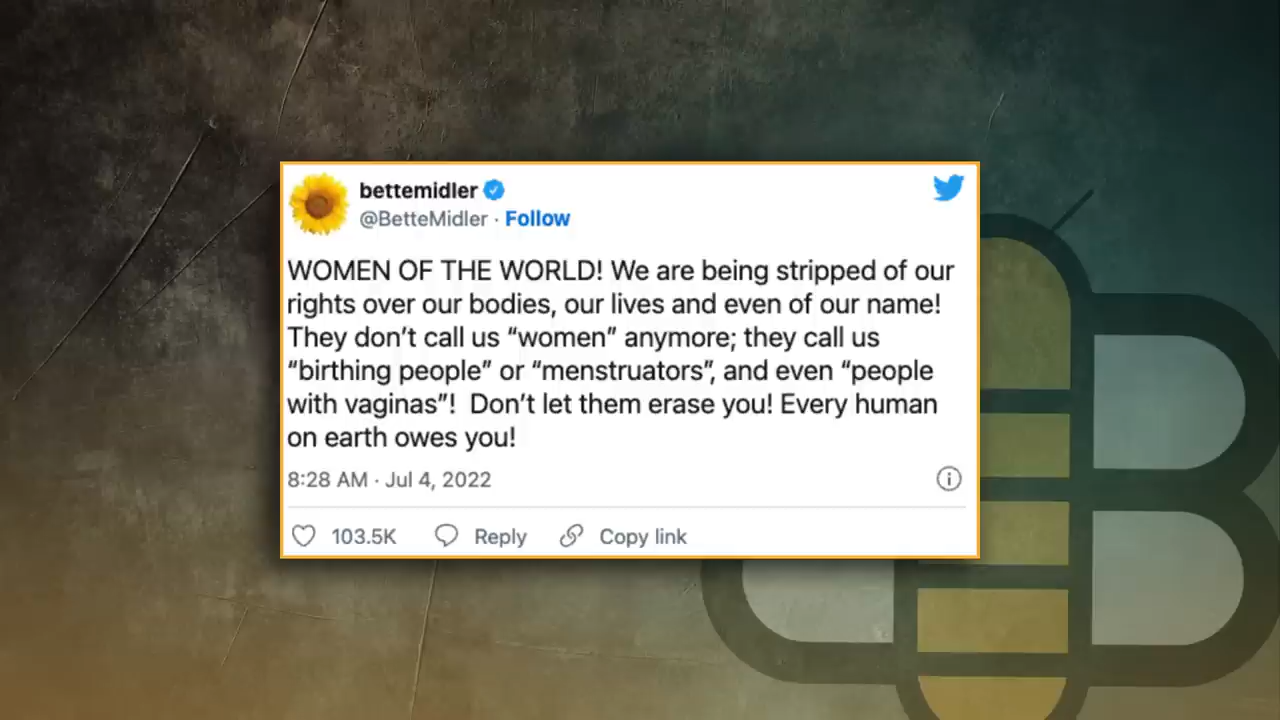 bettemidler
@BetteMidler · Follow
WOMEN OF THE WORLD! We are being stripped of our
rights over our bodies, our lives and even of our name!
They don’t call us “women” anymore; they call us
“birthing people” or “menstruators”, and even “people
with vaginas”!  Don’t let them erase you! Every human
on earth owes you!
8:28 AM · Jul 4, 2022
103.5K Reply Copy link